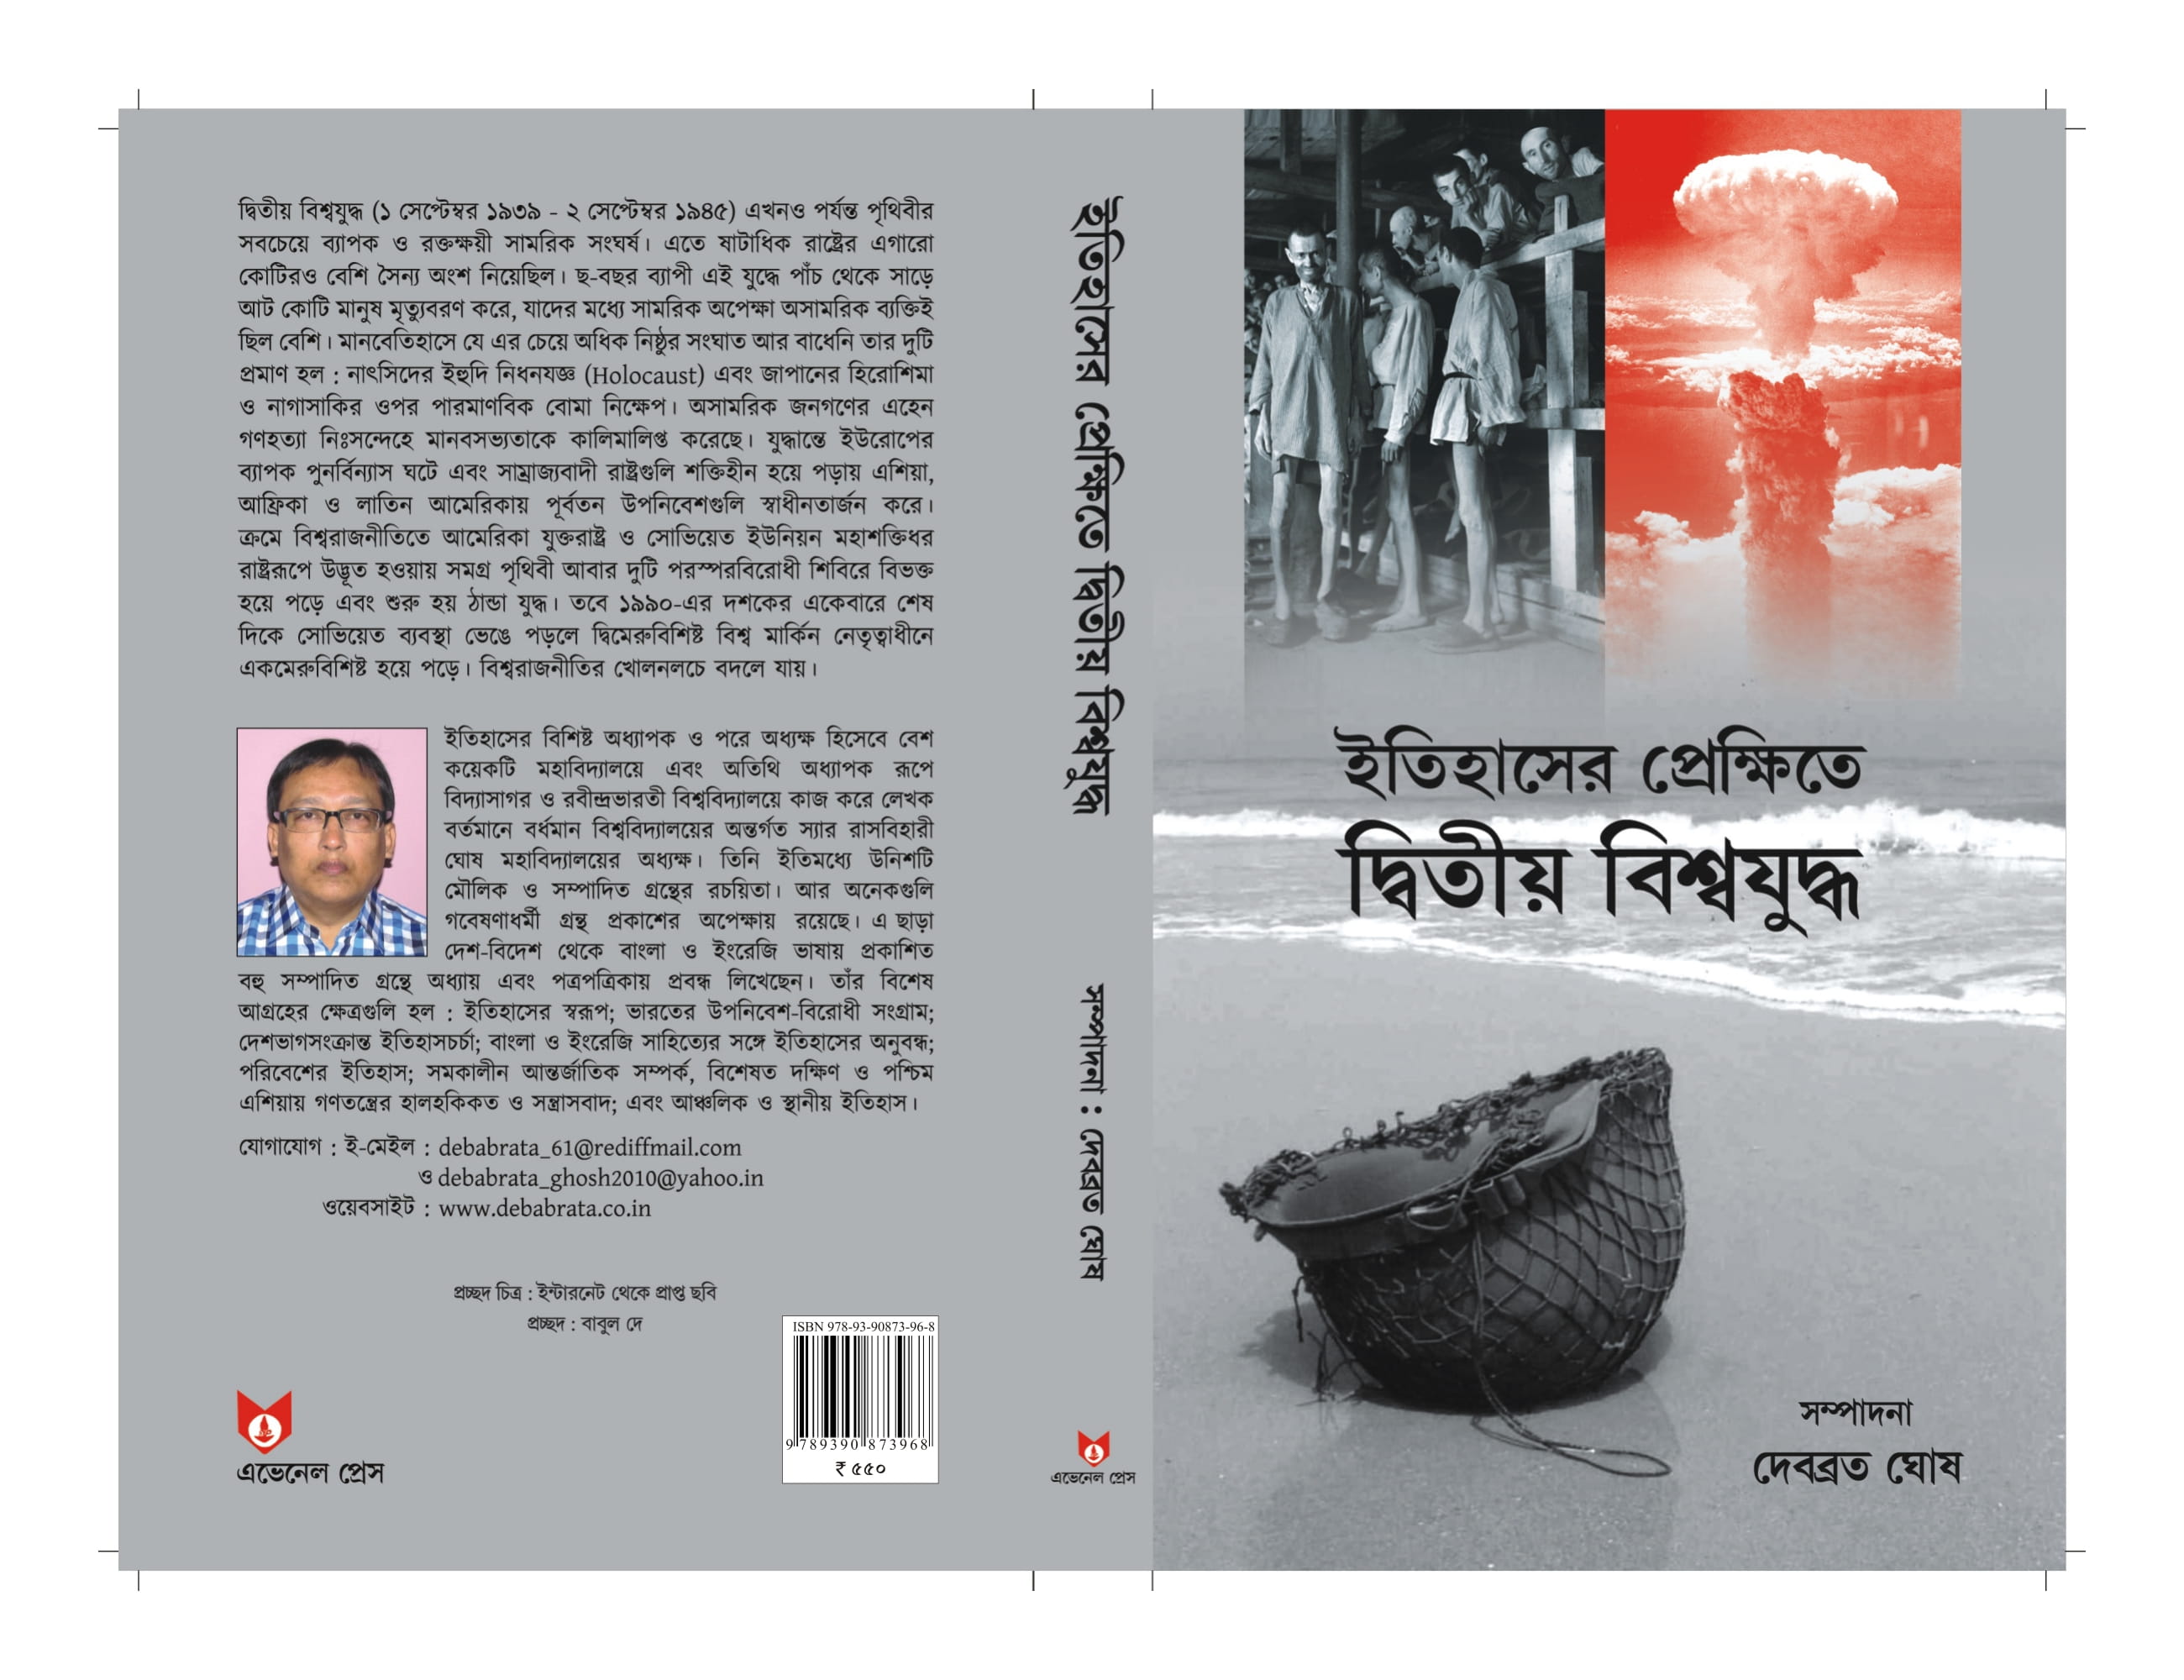 দ্বিতীয় বিশ্বযুদ্ধ (১ সেপ্টেম্বর ১৯৩৯ - ২ সেপ্টেম্বর ১৯৪৫) এখনও পর্যন্ত পৃথিবীর
সবচেয়ে ব্যাপক ও রক্তক্ষয়ী সামরিক সংঘর্ষ। এতে ষাটাধিক রাষ্ট্রের এগারো
কোটিরও বেশি সৈন্য অংশ নিয়েছিল। ছ-বছর ব্যাপী এই যুদ্ধে পাঁচ থেকে সাড়ে
আট কোটি মানুষ মৃত্যুবরণ করে, যাদের মধ্যে সামরিক অপেক্ষা অসামরিক ব্যক্তিই
ছিল বেশি। মানবেতিহাসে যে এর চেয়ে অধিক নিষ্ঠুর সংঘাত আর বাধেনি তার দুটি
প্রমাণ হল : নাৎসিদের ইহুদি নিধনযজ্ঞ (Holocaust) এবং জাপানের হিরোশিমা
ও নাগাসাকির ওপর পারমাণবিক বোমা নিক্ষেপ। অসামরিক জনগণের এহেন
গণহত্যা নিঃসন্দেহে মানবসভ্যতাকে কালিমালিপ্ত করেছে। যুদ্ধান্তে ইউরোপের
ব্যাপক পুনর্বিন্যাস ঘটে এবং সাম্রাজ্যবাদী রাষ্ট্রগুলি শক্তিহীন হয়ে পড়ায় এশিয়া,
আফ্রিকা ও লাতিন আমেরিকায় পূর্বতন উপনিবেশগুলি স্বাধীনতার্জন করে।
ক্রমে বিশ্বরাজনীতিতে আমেরিকা যুক্তরাষ্ট্র ও সোভিয়েত ইউনিয়ন মহাশক্তিধর
রাষ্ট্ররূপে উদ্ভূত হওয়ায় সমগ্র পৃথিবী আবার দুটি পরস্পরবিরোধী শিবিরে বিভক্ত
হয়ে পড়ে এবং শুরু হয় ঠান্ডা যুদ্ধ। তবে ১৯৯০-এর দশকের একেবারে শেষ
দিকে সোভিয়েত ব্যবস্থা ভেঙে পড়লে দ্বিমেরুবিশিষ্ট বিশ্ব মার্কিন নেতৃত্বাধীনে
একমেরুবিশিষ্ট হয়ে পড়ে। বিশ্বরাজনীতির খোলনলচে বদলে যায়।
ইতিহাসের বিশিষ্ট অধ্যাপক ও পরে অধ্যক্ষ হিসেবে বেশ
কয়েকটি মহাবিদ্যালয়ে এবং অতিথি অধ্যাপক রূপে
বিদ্যাসাগর ও রবীন্দ্রভারতী বিশ্ববিদ্যালয়ে কাজ করে লেখক
বর্তমানে বর্ধমান বিশ্ববিদ্যালয়ের অন্তর্গত স্যার রাসবিহারী
ঘোষ মহাবিদ্যালয়ের অধ্যক্ষ। তিনি ইতিমধ্যে উনিশটি
মৌলিক ও সম্পাদিত গ্রন্থের রচয়িতা। আর অনেকগুলি
গবেষণাধর্মী গ্রন্থ প্রকাশের অপেক্ষায় রয়েছে। এ ছাড়া
দেশ-বিদেশ থেকে বাংলা ও ইংরেজি ভাষায় প্রকাশিত
বহু সম্পাদিত গ্রন্থে অধ্যায় এবং পত্রপত্রিকায় প্রবন্ধ লিখেছেন। তাঁর বিশেষ
আগ্রহের ক্ষেত্রগুলি হল : ইতিহাসের স্বরূপ; ভারতের উপনিবেশ-বিরোধী সংগ্রাম;
দেশভাগসংক্রান্ত ইতিহাসচর্চা; বাংলা ও ইংরেজি সাহিত্যের সঙ্গে ইতিহাসের অনুবন্ধ;
পরিবেশের ইতিহাস; সমকালীন আন্তর্জাতিক সম্পর্ক, বিশেষত দক্ষিণ ও পশ্চিম
এশিয়ায় গণতন্ত্রের হালহকিকত ও সন্ত্রাসবাদ; এবং আঞ্চলিক ও স্থানীয় ইতিহাস।
যোগাযোগ : ই-মেইল : debabrata_61@rediffmail.com
ও debabrata_ghosh2010@yahoo.in
ওয়েবসাইট : www.debabrata.co.in
প্রচ্ছদ চিত্র : ইন্টারনেট থেকে প্রাপ্ত ছবি
প্রচ্ছদ : বাবুল দে
ISBN 978-93-90873-96-8
9 789390 873968
₹ ৫৫০
এভেনেল প্রেস
ইতিহাসের প্রেক্ষিতে দ্বিতীয় বিশ্বযুদ্ধ
সম্পাদনা : দেবব্রত ঘোষ
এভেনেল প্রেস
ইতিহাসের প্রেক্ষিতে
দ্বিতীয় বিশ্বযুদ্ধ
সম্পাদনা
দেবব্রত ঘোষ